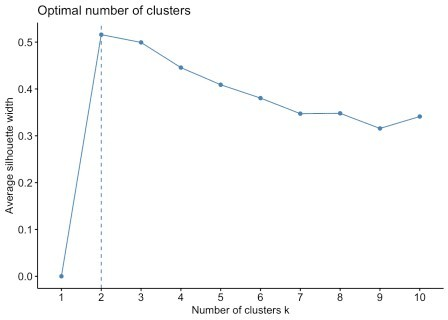 Optimal number of clusters
Average silhouette width
0.5
0.4
0.3
0.2
0.1
0.0
1 2 3 4 5 6 7 8 9 10
Number of clusters k